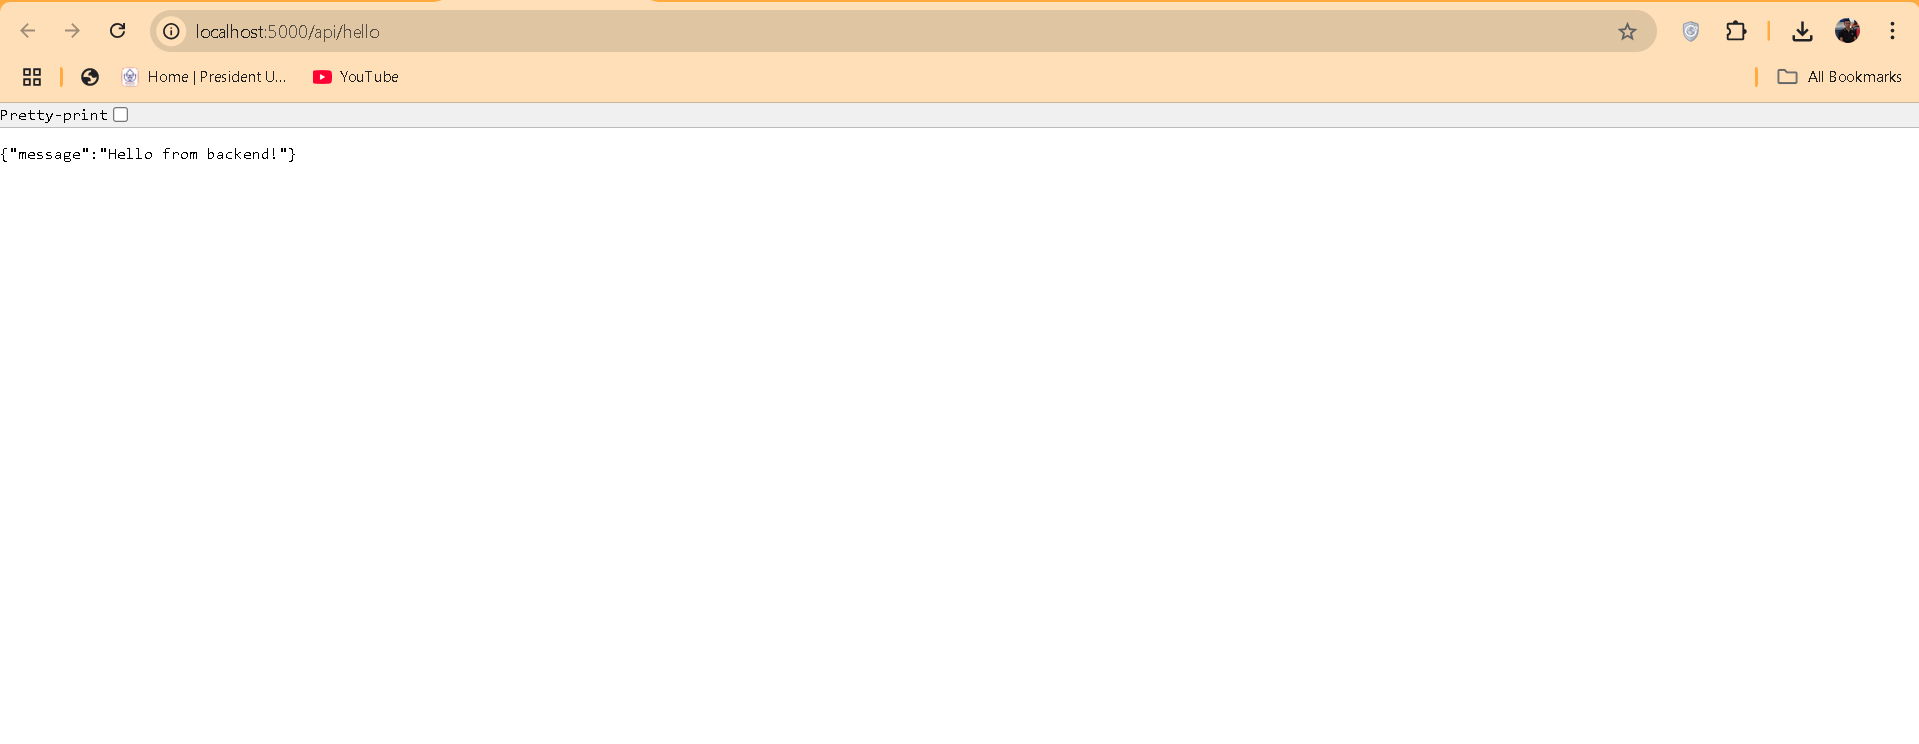 localhost:5000/api/hello
Home | President U...
YouTube
All Bookmarks
Pretty-print
{"message":"Hello from backend!"}